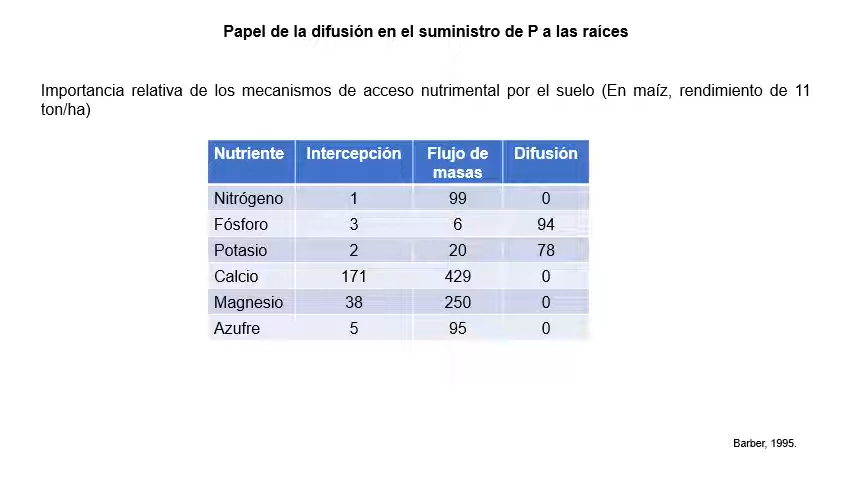 Papel de la difusión en el suministro de P a las raíces
Importancia relativa de los mecanismos de acceso nutrimental por el suelo (En maíz, rendimiento de 11
ton/ha)
Nutriente Intercepción Flujo de masas Difusión
Nitrógeno 1 99 0
Fósforo 3 6 94
Potasio 2 20 78
Calcio 171 429 0
Magnesio 38 250 0
Azufre 5 95 0
Barber, 1995.